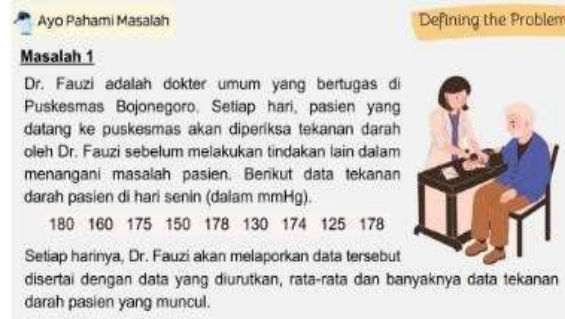 Ayo Pahami Masalah
Defining the Problem
Masalah 1
Dr. Fauzi adalah dokter umum yang bertugas di
Puskesmas Bojonegoro. Setiap hari, pasien yang
datang ke puskesmas akan diperiksa tekanan darah
oleh Dr. Fauzi sebelum melakukan tindakan lain dalam
menangani masalah pasien. Berikut data tekanan
darah pasien di hari senin (dalam mmHg).
180 160 175 150 178 130 174 125 178
Setiap harinya, Dr. Fauzi akan melaporkan data tersebut
disertai dengan data yang diurutkan, rata-rata dan banyaknya data tekanan
darah pasien yang muncul.